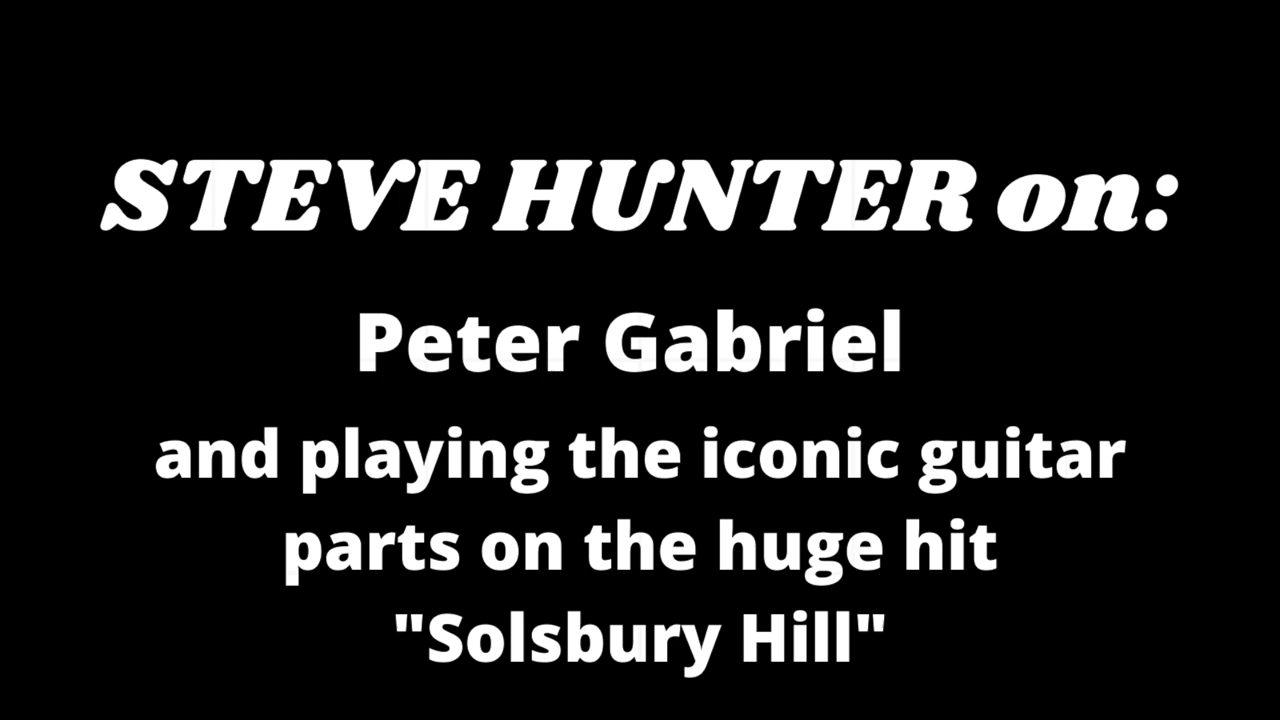 STEVE HUNTER on:
Peter Gabriel
and playing the iconic guitar
parts on the huge hit
"Solsbury Hill"